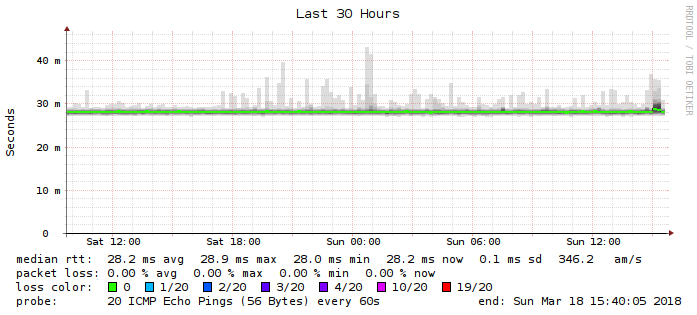 Last 30 Hours
RRDTOOL / TOBI OETIKER
Seconds
40 m
30 m
20 m
10 m
0
Sat 12:00 Sat 18:00 Sun 00:00 Sun 06:00 Sun 12:00
median rtt: 28.2 ms avg 28.9 ms max 28.0 ms min 28.2 ms now 0.1 ms sd 346.2 am/s
packet loss: 0.00 % avg 0.00 % max 0.00 % min 0.00 % now
loss color: 0 1/20 2/20 3/20 4/20 10/20 19/20
probe: 20 ICMP Echo Pings (56 Bytes) every 60s end: Sun Mar 18 15:40:05 2018